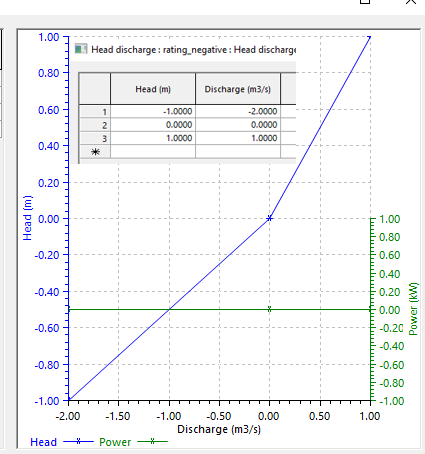 Head discharge : rating_negative : Head discharge
Head (m) Discharge (m3/s)
1 -1.0000 -2.0000
2 0.0000 0.0000
3 1.0000 1.0000
1.00
0.80
0.60
0.40
0.20
0.00
-0.20
-0.40
-0.60
-0.80
-1.00
Head (m)
1.00
0.80
0.60
0.40
0.20
0.00
-0.20
-0.40
-0.60
-0.80
-1.00
Power (kW)
-2.00 -1.50 -1.00 -0.50 0.00 0.50 1.00
Discharge (m3/s)
Head Power